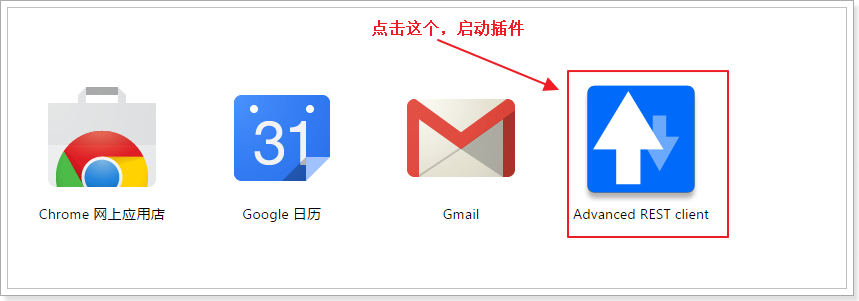 点击这个，启动插件
31
Chrome 网上应用店
Google 日历
Gmail
Advanced REST client